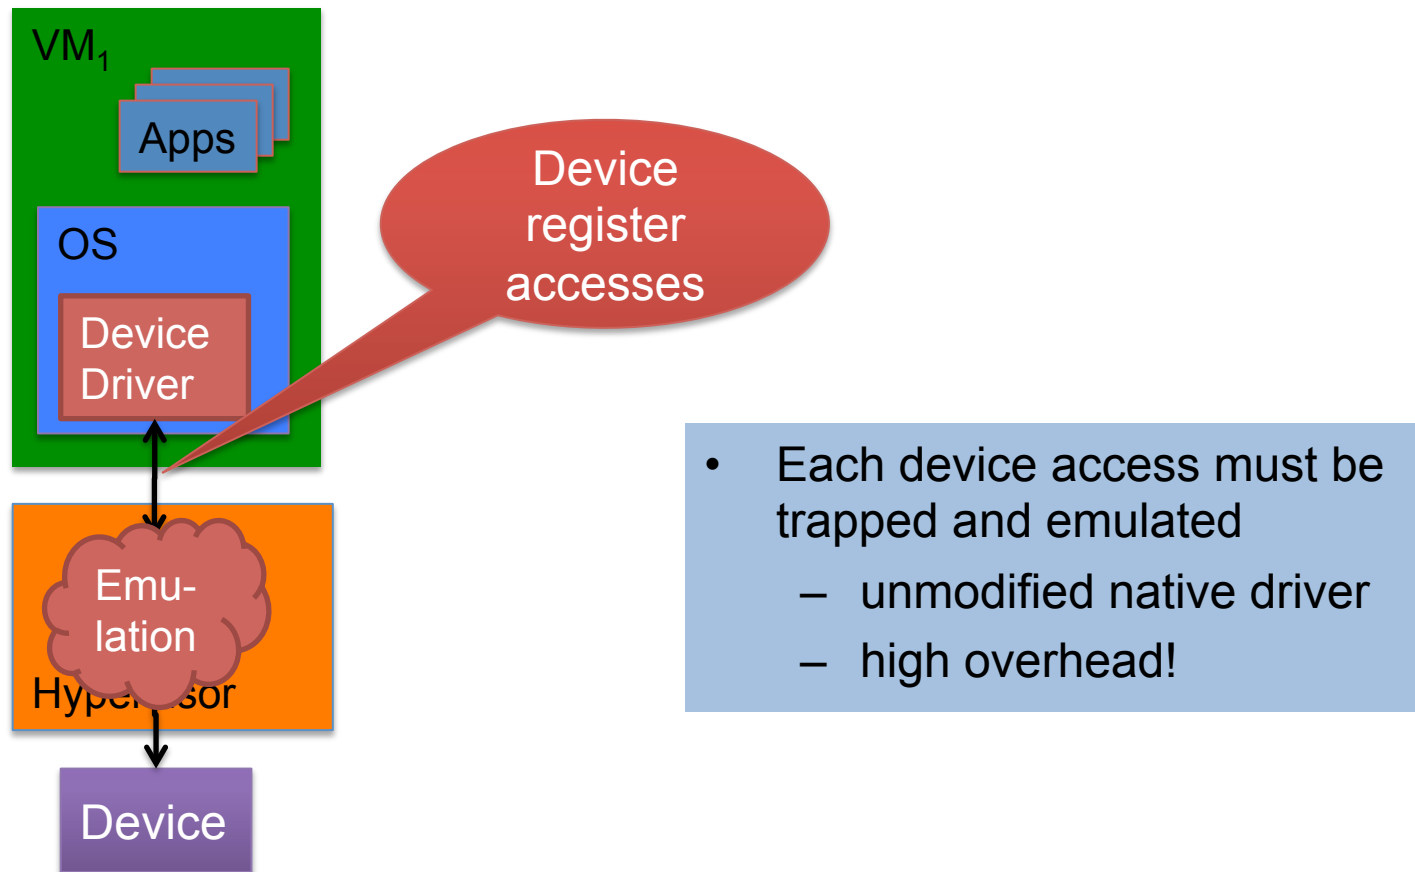 VM₁
Apps
OS
Device
Driver
Device
register
accesses
• Each device access must be
trapped and emulated
– unmodified native driver
– high overhead!
Emu-
lation
Hypervisor
Device